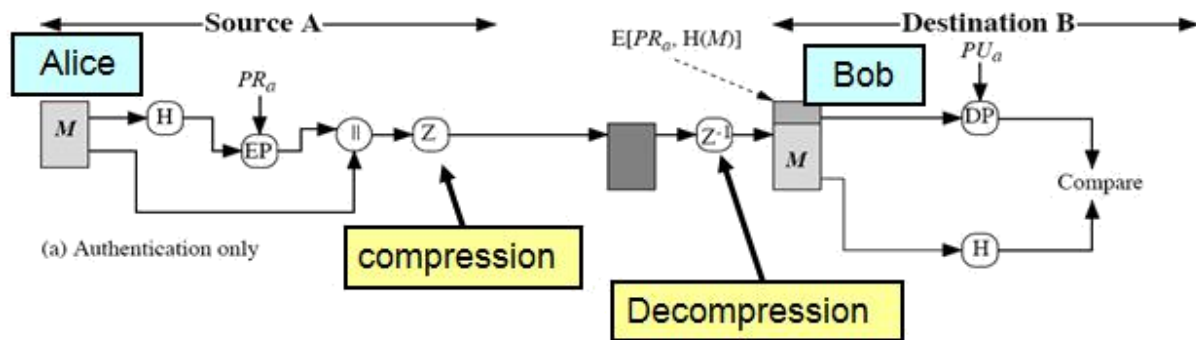 Source A
Destination B
Alice
E[PRₐ, H(M)]
Bob
PUₐ
PRₐ
M
H
EP
||
Z
Z⁻¹
M
DP
Compare
H
(a) Authentication only
compression
Decompression